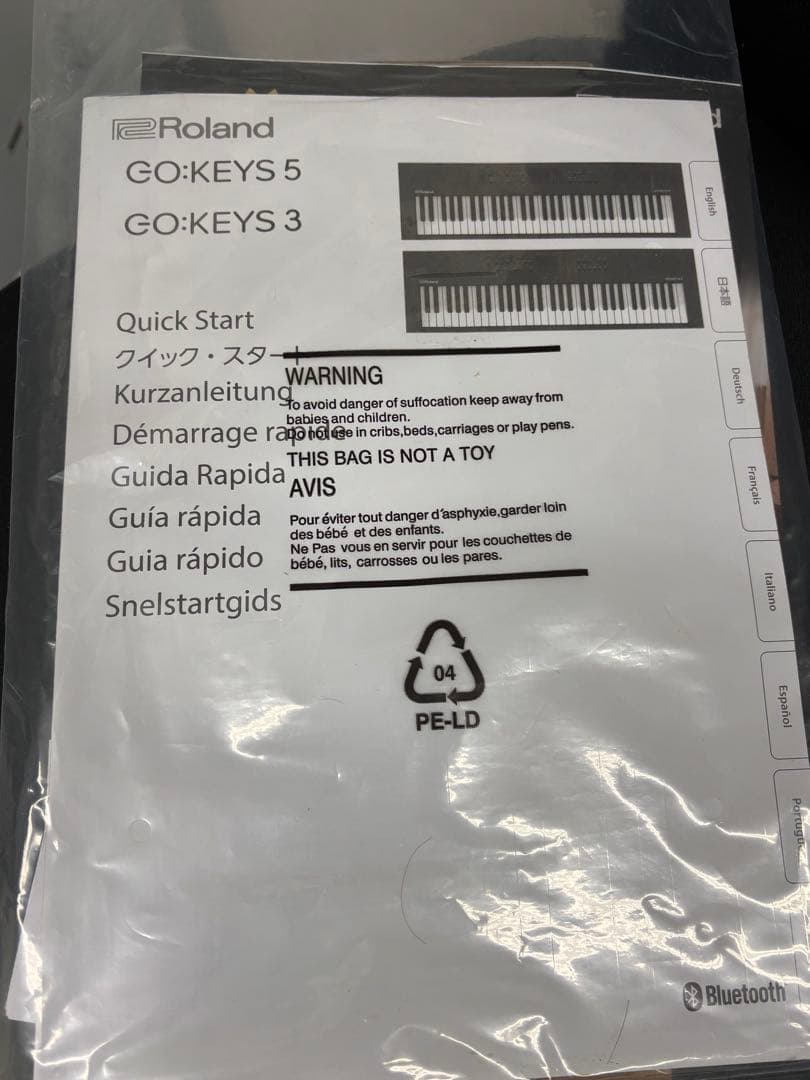 Roland
GO:KEYS 5
GO:KEYS 3
Quick Start
クイック・スタート
Kurzanleitung
Démarrage rapide
Guida Rapida
Guía rápida
Guia rápido
Snelstartgids
WARNING
To avoid danger of suffocation keep away from
babies and children.
Do not use in cribs,beds,carriages or play pens.
THIS BAG IS NOT A TOY
AVIS
Pour éviter tout danger d´asphyxie,garder loin
des bébé et des enfants.
Ne Pas vous en servir pour les couchettes de
bébé, lits, carrosses ou les pares.
04
PE-LD
English
日本語
Deutsch
Français
Italiano
Español
Portugu
Bluetooth